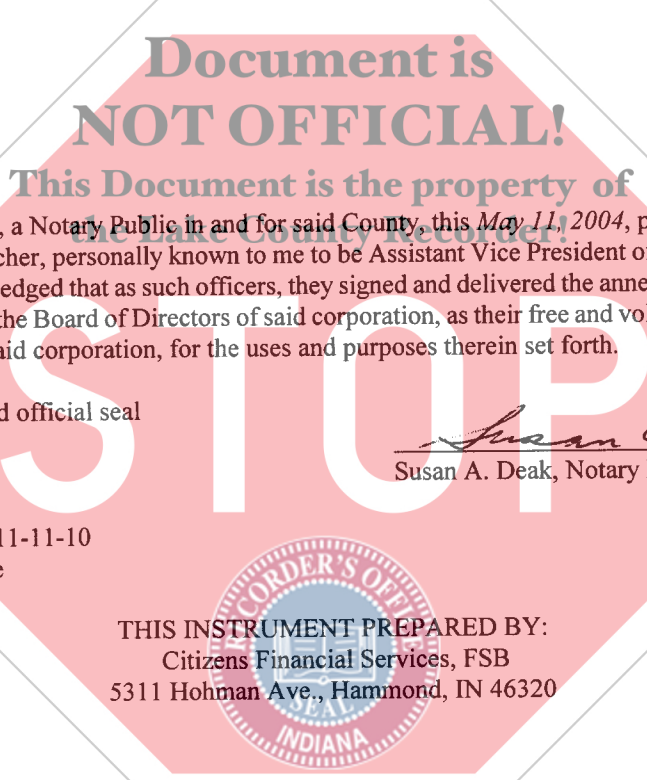 Document is
NOT OFFICIAL!
This Document is the property of
the Lake County Recorder!
, a Notary Public in and for said County, this May 11, 2004, p
cher, personally known to me to be Assistant Vice President o
edged that as such officers, they signed and delivered the anne
the Board of Directors of said corporation, as their free and vo
aid corporation, for the uses and purposes therein set forth.
STOP
d official seal
Susan
Susan A. Deak, Notary
11-11-10
e
RECORDER'S OFFICE
THIS INSTRUMENT PREPARED BY:
Citizens Financial Services, FSB
5311 Hohman Ave., Hammond, IN 46320
SEAL
INDIANA